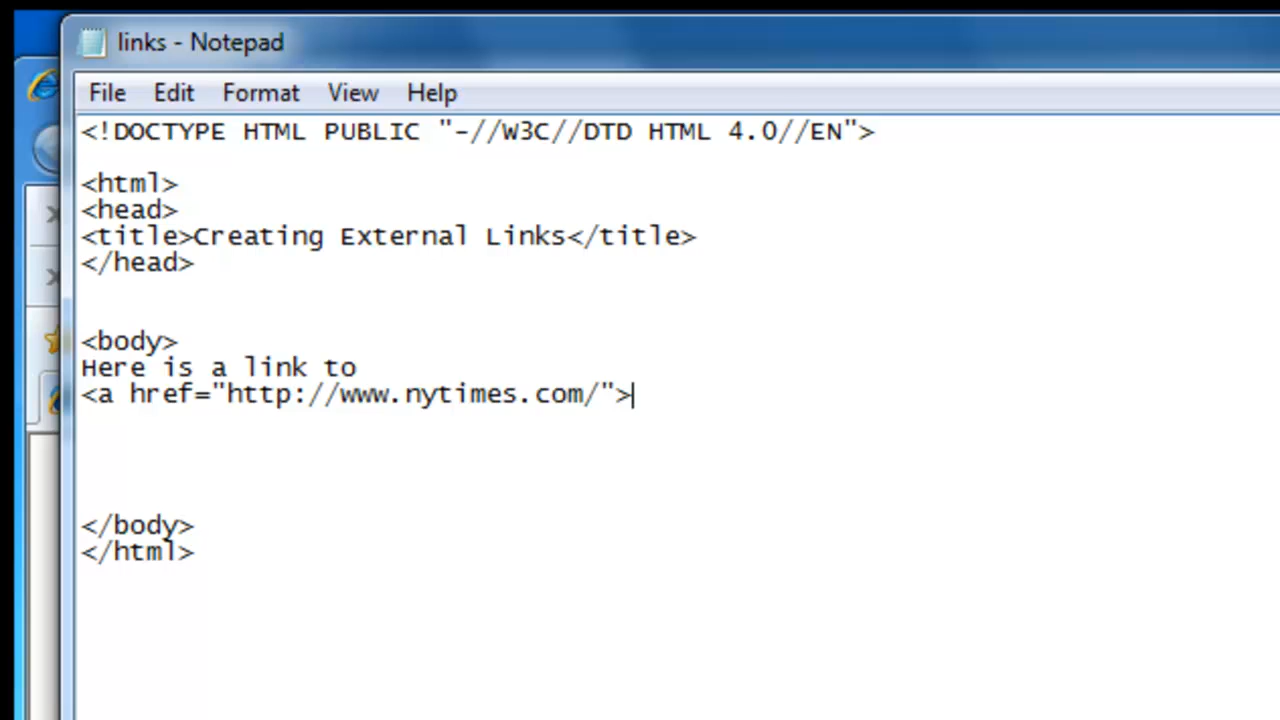 links - Notepad
File Edit Format View Help
<!DOCTYPE HTML PUBLIC "-//W3C//DTD HTML 4.0//EN">
<html>
<head>
<title>Creating External Links</title>
</head>
<body>
Here is a link to
<a href="http://www.nytimes.com/">
</body>
</html>